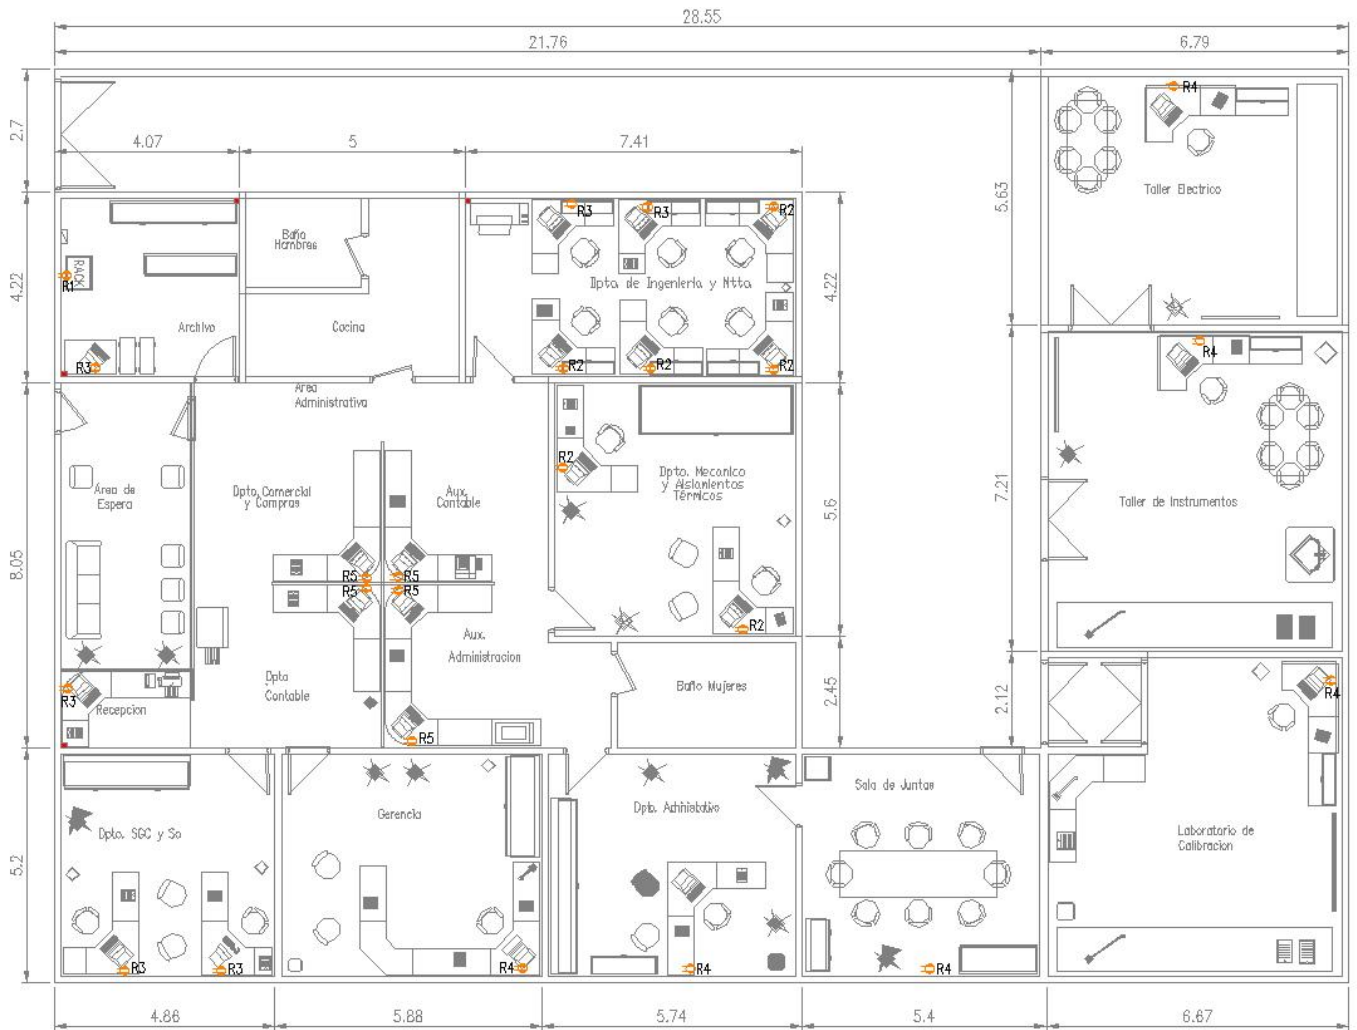 28.55
21.76
6.79
2.7
4.07
5
7.41
5.63
R4
Taller Electrico
4.22
R1
RACK
Archivo
R3
Baño
Hombres
Cocina
R3
R3
R2
Dpto de Ingenieria y Mtto
R2
R2
R2
4.22
R4
Taller de Instrumentos
7.21
8.05
Area
Administrativa
Área de
Espera
Dpto Comercial
y Compras
Aux
Contable
R2
Dpto. Mecanico
y Aislamientos
Térmicos
5.6
R5
R5
R5
R5
R2
Aux.
Administracion
Dpto
Contable
R3
Recepcion
R5
Baño Mujeres
2.45
2.12
R4
5.2
Dpto. SGC y So
Gerencia
Sala de Juntas
Laboratorio de
Calibracion
R3
R3
R4
R4
R4
4.86
5.88
5.74
5.4
6.67